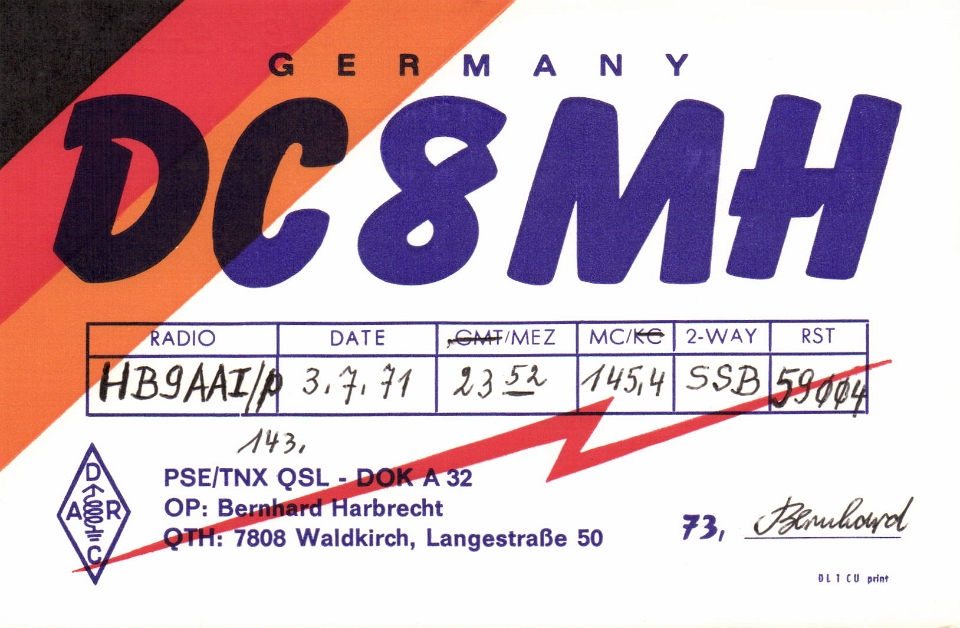 GERMANY
DC8MH
RADIO DATE GMT/MEZ MC/KC 2-WAY RST
HB9AAI/p 3.7.71 23 52 145,4 SSB 59004
143.
DARC
PSE/TNX QSL - DOK A 32
OP: Bernhard Harbrecht
QTH: 7808 Waldkirch, Langestraße 50
73, Bernhard
DL1CU print